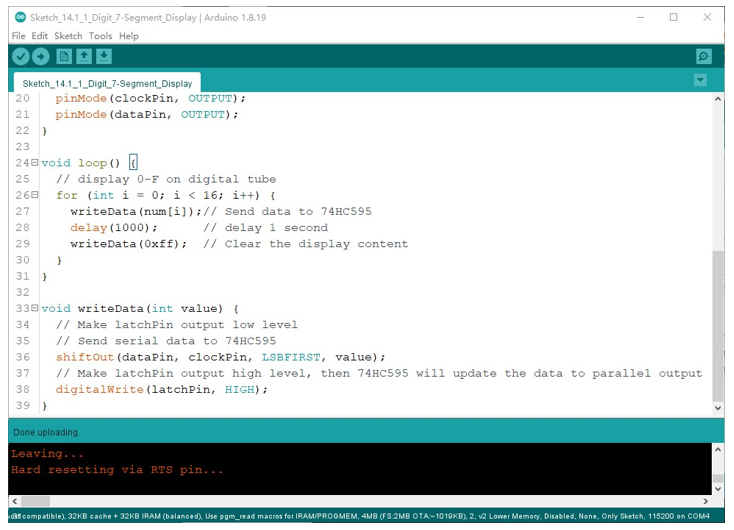 Sketch_14.1_1_Digit_7-Segment_Display | Arduino 1.8.19
File Edit Sketch Tools Help
Sketch_14.1_1_Digit_7-Segment_Display
20 pinMode(clockPin, OUTPUT);
21 pinMode(dataPin, OUTPUT);
22 }
23
24 void loop() {
25 // display 0-F on digital tube
26 for (int i = 0; i < 16; i++) {
27 writeData(num[i]);// Send data to 74HC595
28 delay(1000); // delay 1 second
29 writeData(0xff); // Clear the display content
30 }
31 }
32
33 void writeData(int value) {
34 // Make latchPin output low level
35 // Send serial data to 74HC595
36 shiftOut(dataPin, clockPin, LSBFIRST, value);
37 // Make latchPin output high level, then 74HC595 will update the data to parallel output
38 digitalWrite(latchPin, HIGH);
39 }
Done uploading.
Leaving...
Hard resetting via RTS pin...
compatible), 32KB cache + 32KB IRAM (balanced), Use pgm_read macros for IRAM/PROGMEM, 4MB (FS:2MB OTA:~1019KB), 2, v2 Lower Memory, Disabled, None, Only Sketch, 115200 on COM4